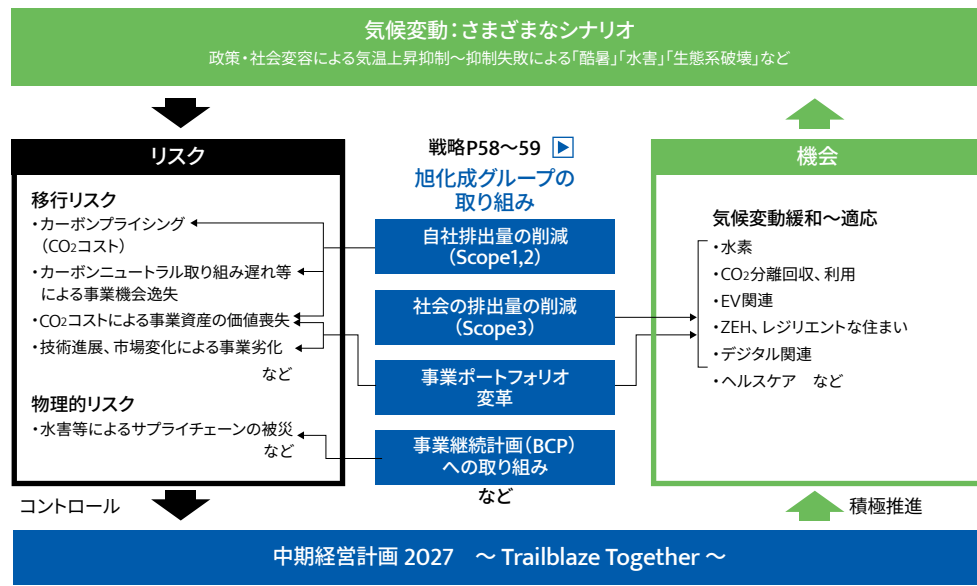 気候変動：さまざまなシナリオ
政策・社会変容による気温上昇抑制～抑制失敗による「酷暑」「水害」「生態系破壊」など
リスク
移行リスク
・カーボンプライシング
（CO2コスト）
・カーボンニュートラル取り組み遅れ等
による事業機会逸失
・CO2コストによる事業資産の価値喪失
・技術進展、市場変化による事業劣化
など
物理的リスク
・水害等によるサプライチェーンの被災
など
戦略P58～59
旭化成グループの
取り組み
自社排出量の削減
（Scope1,2）
社会の排出量の削減
（Scope3）
事業ポートフォリオ
変革
事業継続計画（BCP）
への取り組み
など
機会
気候変動緩和～適応
・水素
・CO2分離回収、利用
・EV関連
・ZEH、レジリエントな住まい
・デジタル関連
・ヘルスケア　など
コントロール
積極推進
中期経営計画 2027　～ Trailblaze Together ～